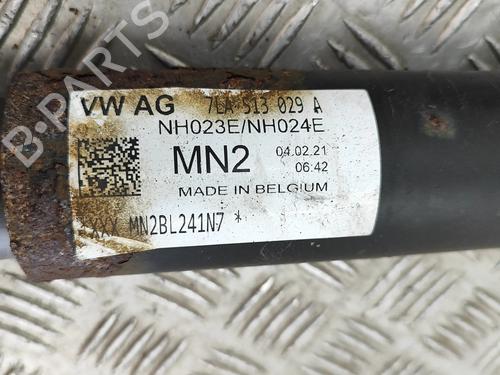 B-PARTS
VW AG 7LA 513 029 A
NH023E/NH024E
MN2 04.02.21
06:42
MADE IN BELGIUM
MN2BL241N7 *